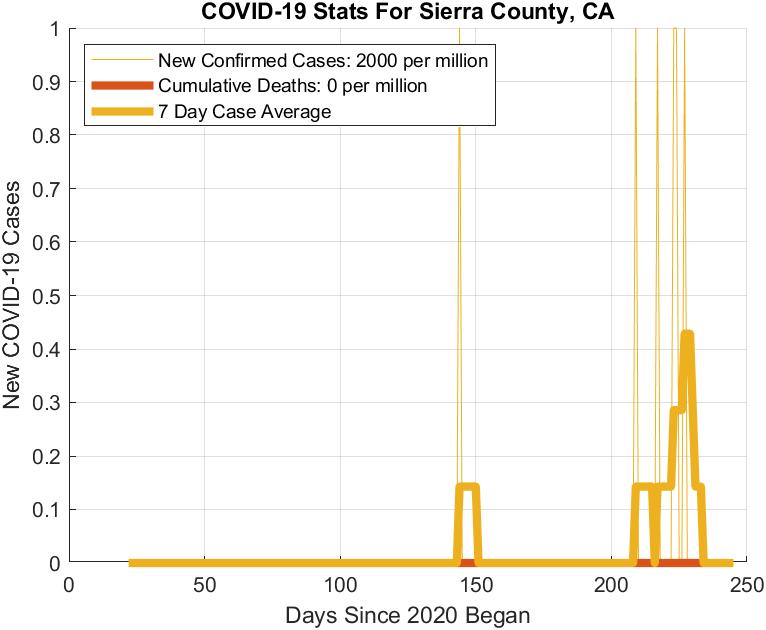 COVID-19 Stats For Sierra County, CA
New Confirmed Cases: 2000 per million
Cumulative Deaths: 0 per million
7 Day Case Average
New COVID-19 Cases
1
0.9
0.8
0.7
0.6
0.5
0.4
0.3
0.2
0.1
0
0 50 100 150 200 250
Days Since 2020 Began